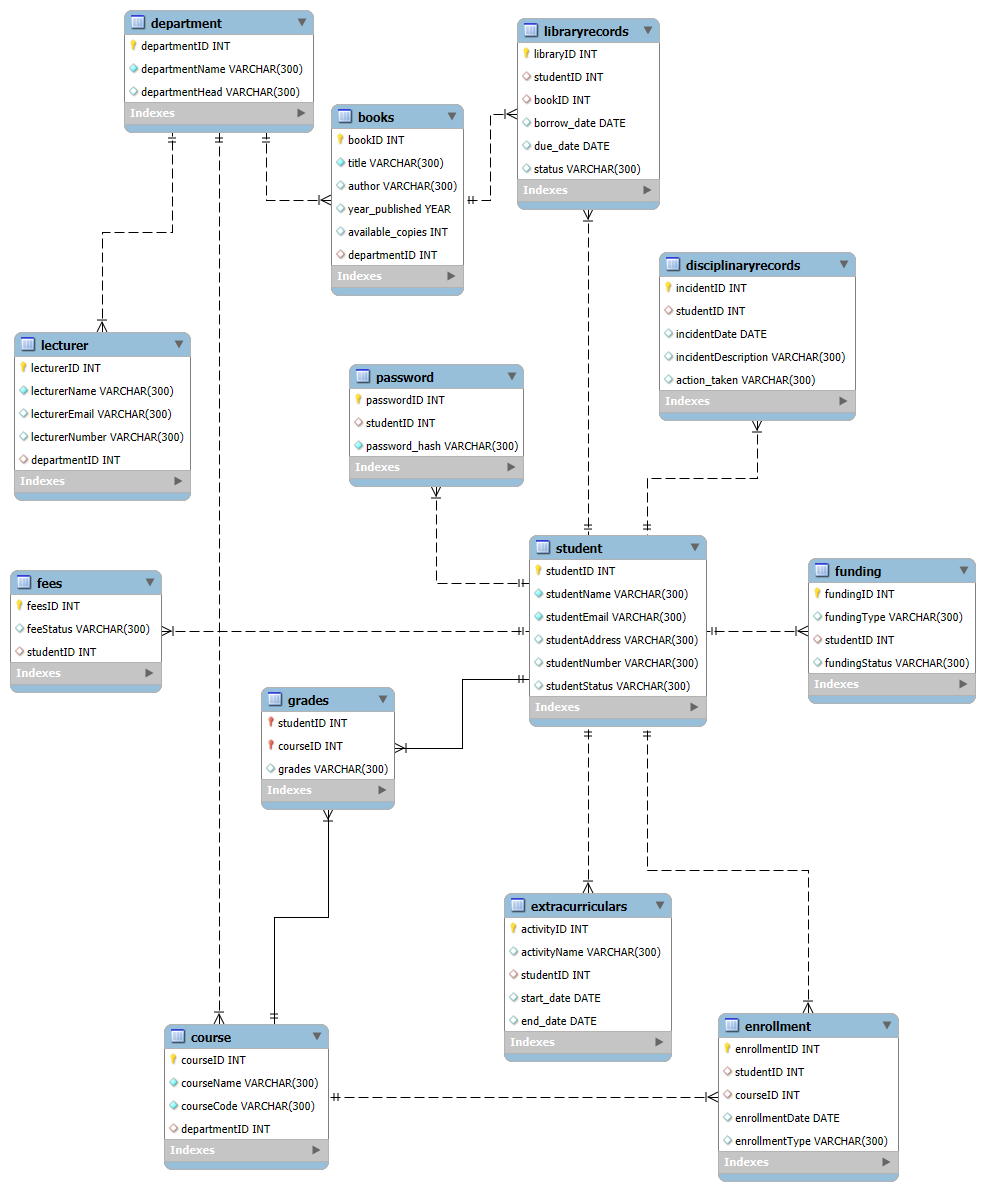 department
departmentID INT
departmentName VARCHAR(300)
departmentHead VARCHAR(300)
Indexes
libraryrecords
libraryID INT
studentID INT
bookID INT
borrow_date DATE
due_date DATE
status VARCHAR(300)
Indexes
books
bookID INT
title VARCHAR(300)
author VARCHAR(300)
year_published YEAR
available_copies INT
departmentID INT
Indexes
disciplinaryrecords
incidentID INT
studentID INT
incidentDate DATE
incidentDescription VARCHAR(300)
action_taken VARCHAR(300)
Indexes
lecturer
lecturerID INT
lecturerName VARCHAR(300)
lecturerEmail VARCHAR(300)
lecturerNumber VARCHAR(300)
departmentID INT
Indexes
password
passwordID INT
studentID INT
password_hash VARCHAR(300)
Indexes
student
studentID INT
studentName VARCHAR(300)
studentEmail VARCHAR(300)
studentAddress VARCHAR(300)
studentNumber VARCHAR(300)
studentStatus VARCHAR(300)
Indexes
funding
fundingID INT
fundingType VARCHAR(300)
studentID INT
fundingStatus VARCHAR(300)
Indexes
fees
feesID INT
feeStatus VARCHAR(300)
studentID INT
Indexes
grades
studentID INT
courseID INT
grades VARCHAR(300)
Indexes
extracurriculars
activityID INT
activityName VARCHAR(300)
studentID INT
start_date DATE
end_date DATE
Indexes
course
courseID INT
courseName VARCHAR(300)
courseCode VARCHAR(300)
departmentID INT
Indexes
enrollment
enrollmentID INT
studentID INT
courseID INT
enrollmentDate DATE
enrollmentType VARCHAR(300)
Indexes